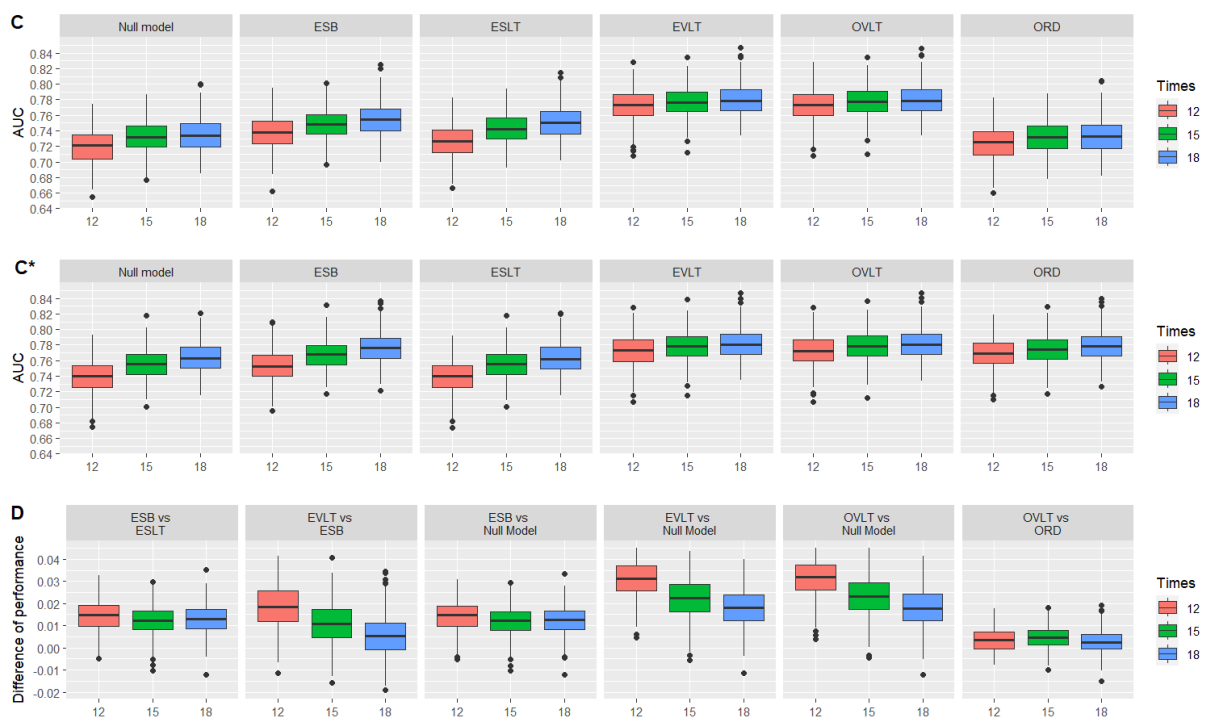 C
Null model ESB ESLT EVLT OVLT ORD
AUC
0.84
0.82
0.80
0.78
0.76
0.74
0.72
0.70
0.68
0.66
0.64
12 15 18 12 15 18 12 15 18 12 15 18 12 15 18 12 15 18
Times
12
15
18
C*
Null model ESB ESLT EVLT OVLT ORD
AUC
0.84
0.82
0.80
0.78
0.76
0.74
0.72
0.70
0.68
0.66
0.64
12 15 18 12 15 18 12 15 18 12 15 18 12 15 18 12 15 18
Times
12
15
18
D
ESB vs EVLT vs ESB vs EVLT vs OVLT vs OVLT vs
ESLT ESB Null Model Null Model Null Model ORD
Difference of performance
0.04
0.03
0.02
0.01
0.00
-0.01
-0.02
12 15 18 12 15 18 12 15 18 12 15 18 12 15 18 12 15 18
Times
12
15
18